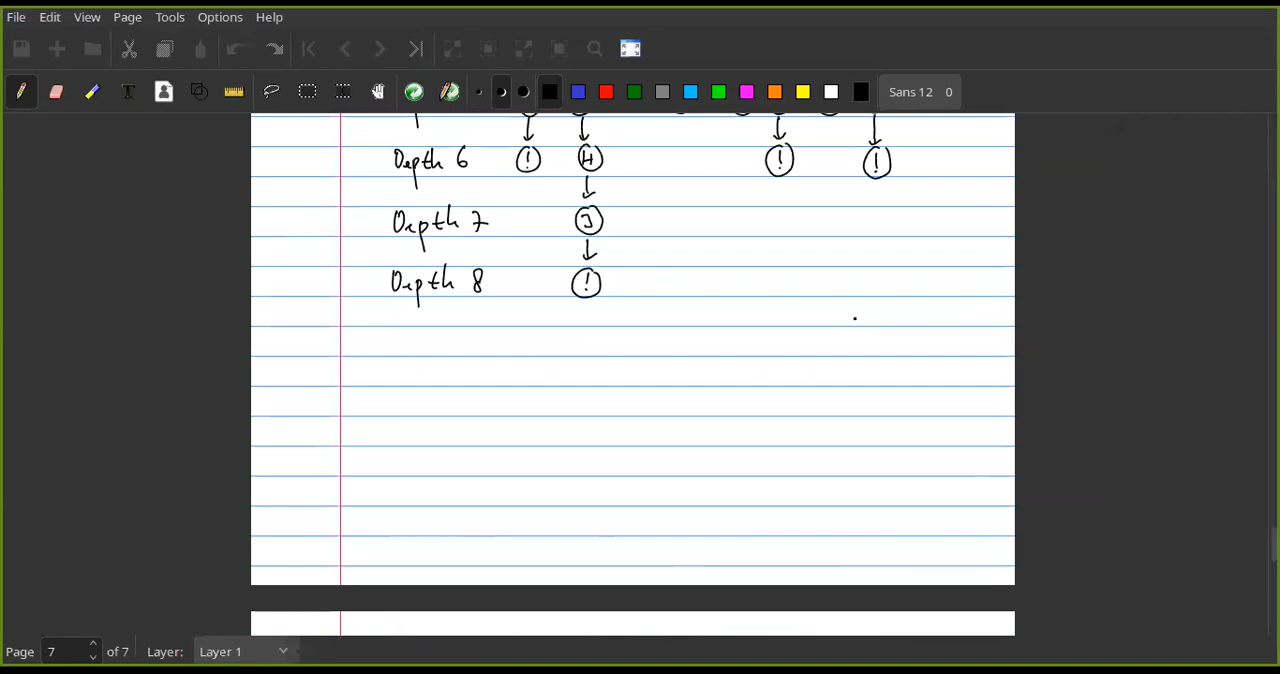 File Edit View Page Tools Options Help
Sans 12 0
Depth 6 ! H ! !
Depth 7 J
Depth 8 !
Page 7 of 7 Layer: Layer 1